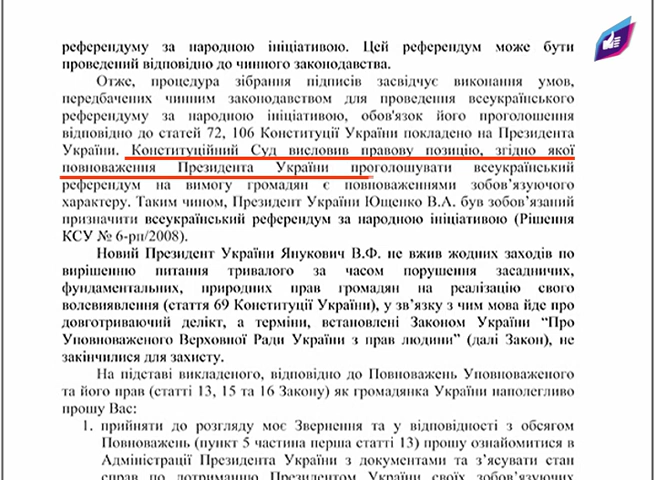 референдуму за народною ініціативою. Цей референдум може бути
проведений відповідно до чинного законодавства.
Отже, процедура зібрання підписів засвідчує виконання умов,
передбачених чинним законодавством для проведення всеукраїнського
референдуму за народною ініціативою, обов'язок його проголошення
відповідно до статей 72, 106 Конституції України покладено на Президента
України. Конституційний Суд висловив правову позицію, згідно якої
повноваження Президента України проголошувати всеукраїнський
референдум на вимогу громадян є повноваженнями зобов'язуючого
характеру. Таким чином, Президент України Ющенко В.А. був зобов'язаний
призначити всеукраїнський референдум за народною ініціативою (Рішення
КСУ № 6-рп/2008).
Новий Президент України Янукович В.Ф. не вжив жодних заходів по
вирішенню питання тривалого за часом порушення засадничих,
фундаментальних, природних прав громадян на реалізацію свого
волевиявлення (стаття 69 Конституції України), у зв'язку з чим мова йде про
довготриваючий делікт, а терміни, встановлені Законом України “Про
Уповноваженого Верховної Ради України з прав людини” (далі Закон), не
закінчилися для захисту.
На підставі викладеного, відповідно до Повноважень Уповноваженого
та його прав (статті 13, 15 та 16 Закону) як громадянка України наполегливо
прошу Вас:
1. прийняти до розгляду моє Звернення та у відповідності з обсягом
Повноважень (пункт 5 частина перша статті 13) прошу ознайомитися в
Адміністрації Президента України з документами та з’ясувати стан
справ по дотриманню Президентом України своїх зобов'язуючих